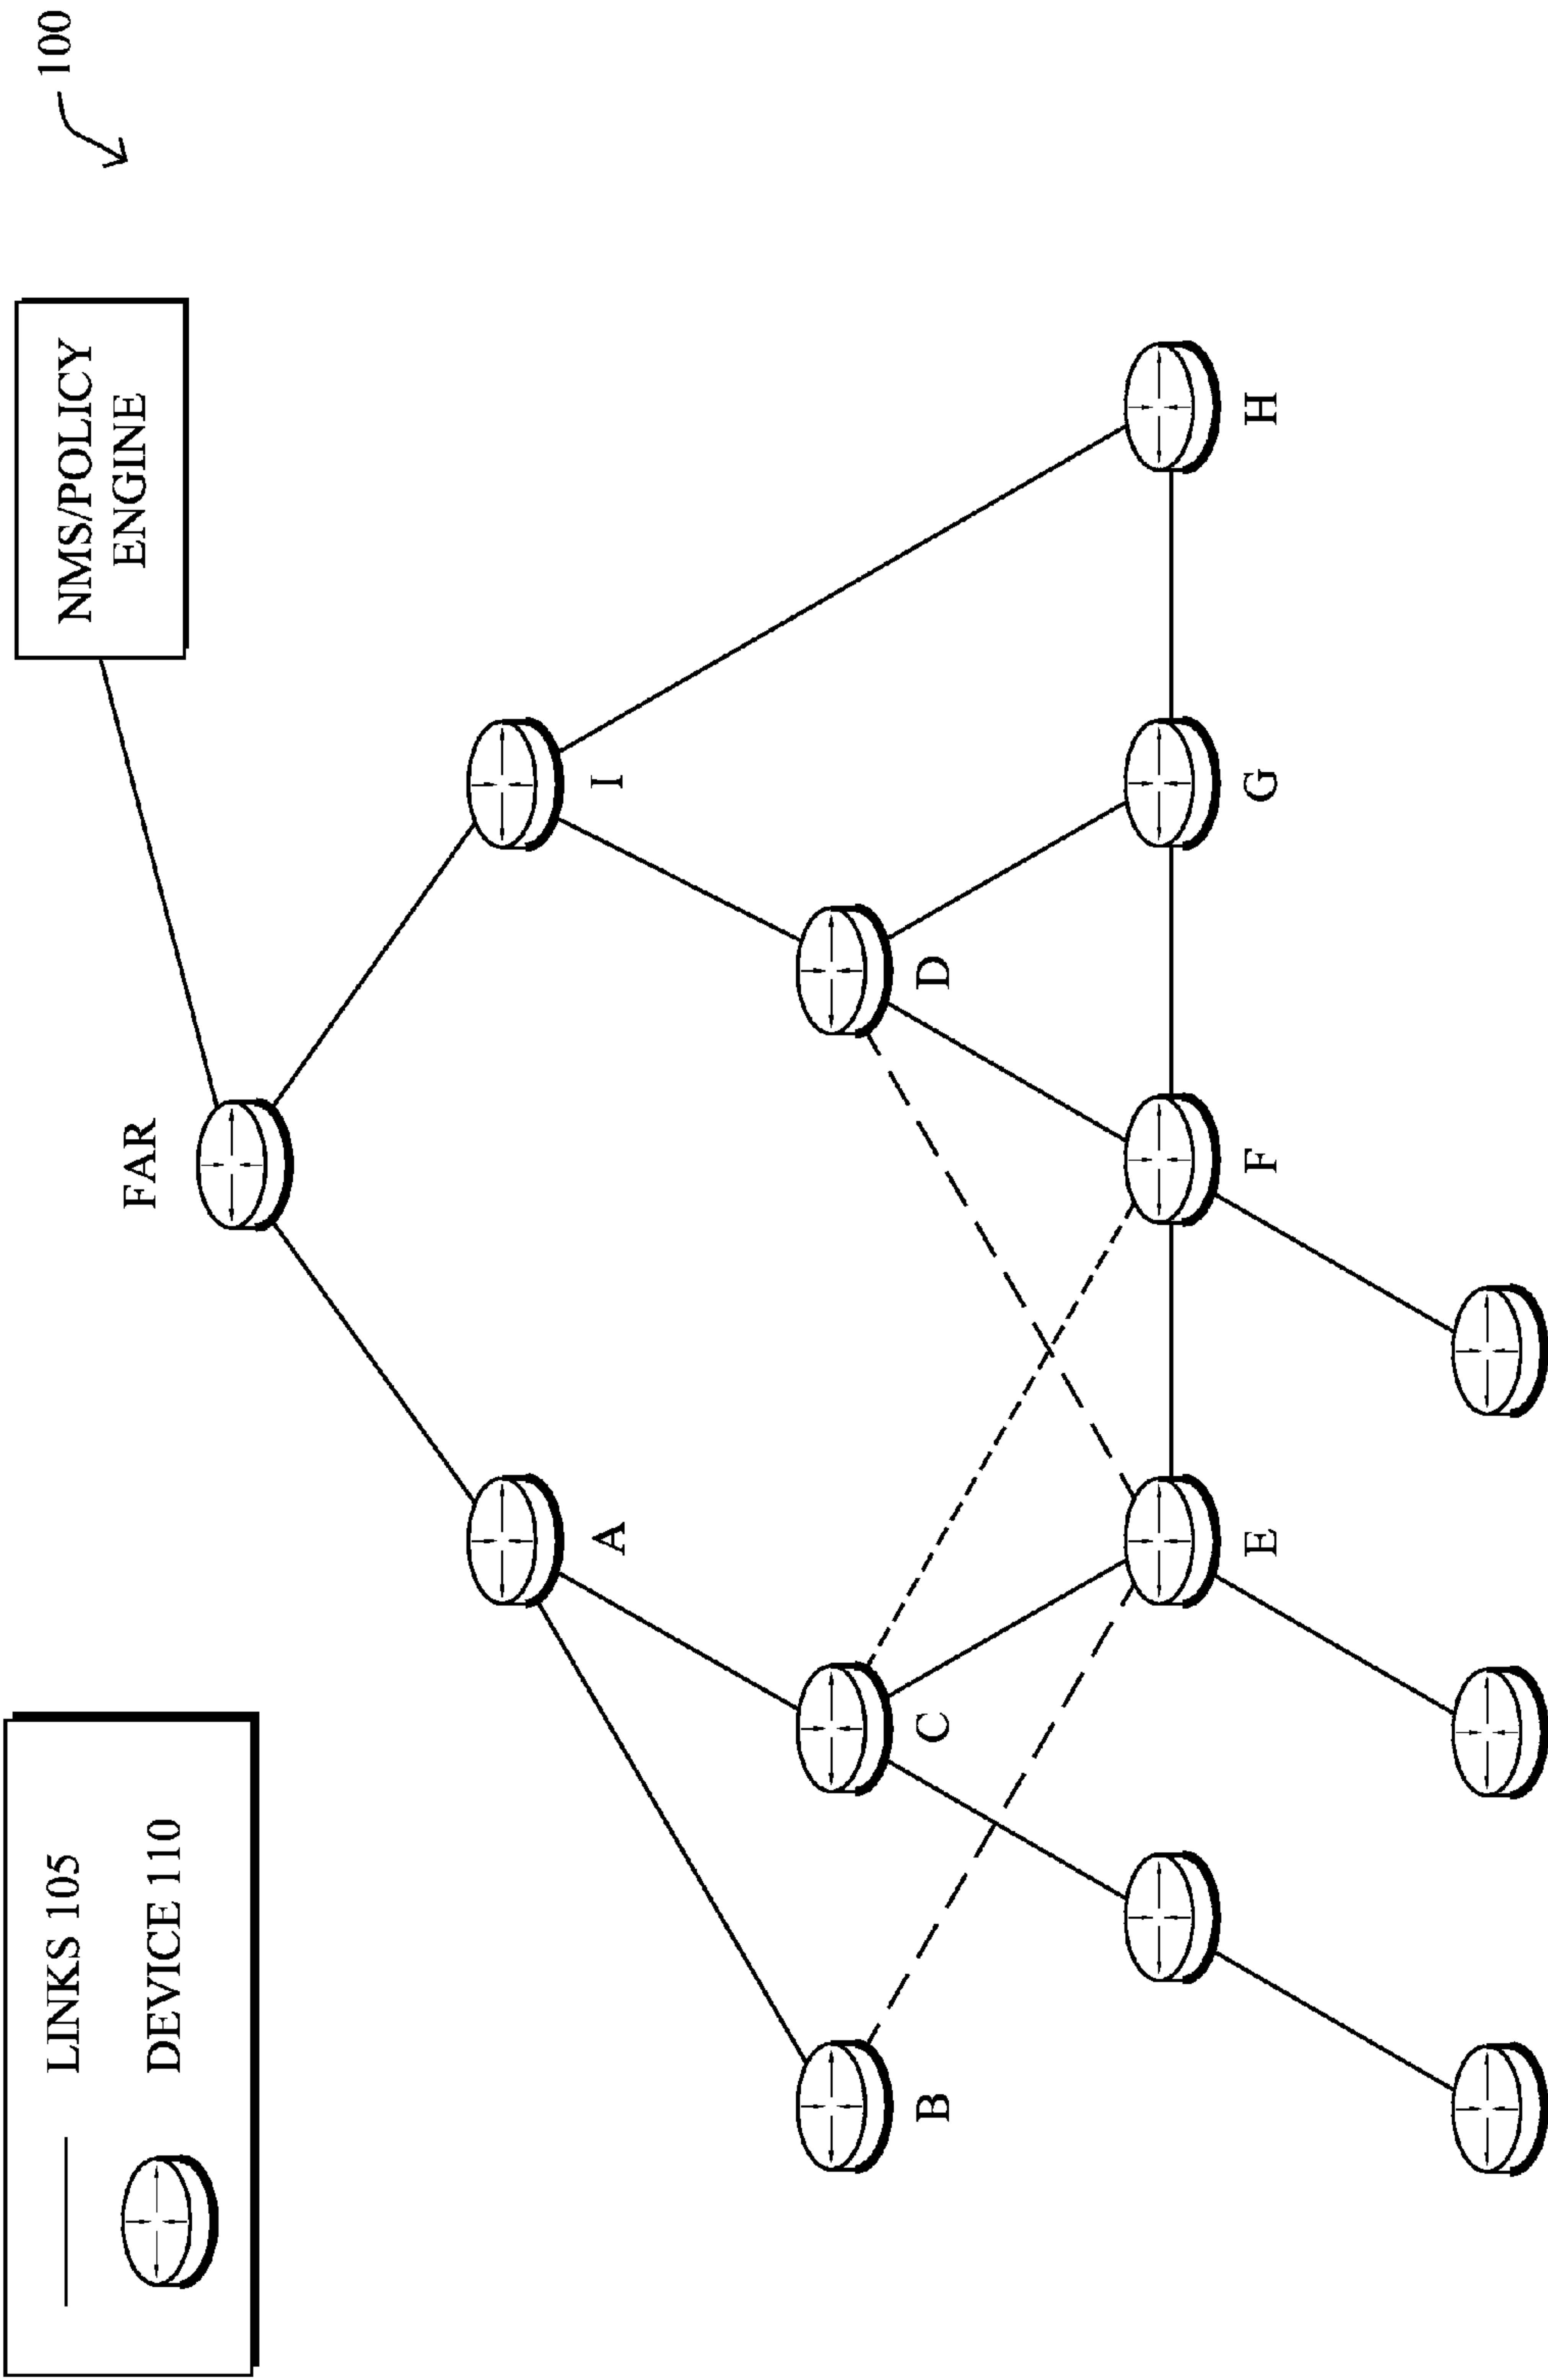 100
LINKS 105
DEVICE 110
NMS/POLICY
ENGINE
FAR
A
I
B
C
D
E
F
G
H